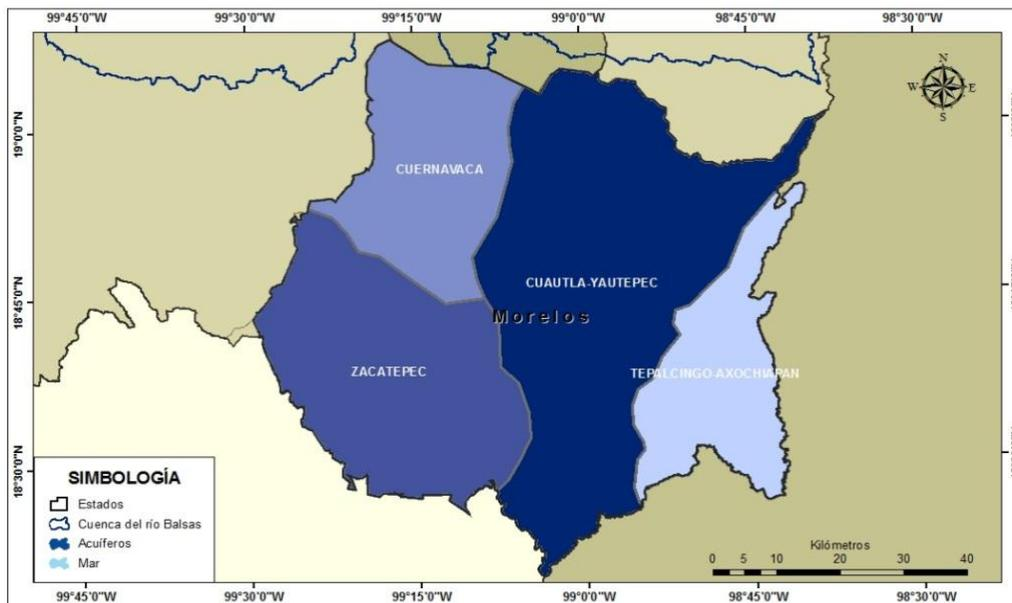 99°45'0"W 99°30'0"W 99°15'0"W 99°0'0"W 98°45'0"W 98°30'0"W
N
W E
S
19°0'0"N
CUERNAVACA
CUAUTLA-YAUTEPEC
18°45'0"N
Morelos
ZACATEPEC
TEPALCINGO-AXOCHIAPAN
18°30'0"N
SIMBOLOGÍA
Estados
Cuenca del río Balsas
Acuíferos
Mar
Kilómetros
0 5 10 20 30 40
99°45'0"W 99°30'0"W 99°15'0"W 99°0'0"W 98°45'0"W 98°30'0"W